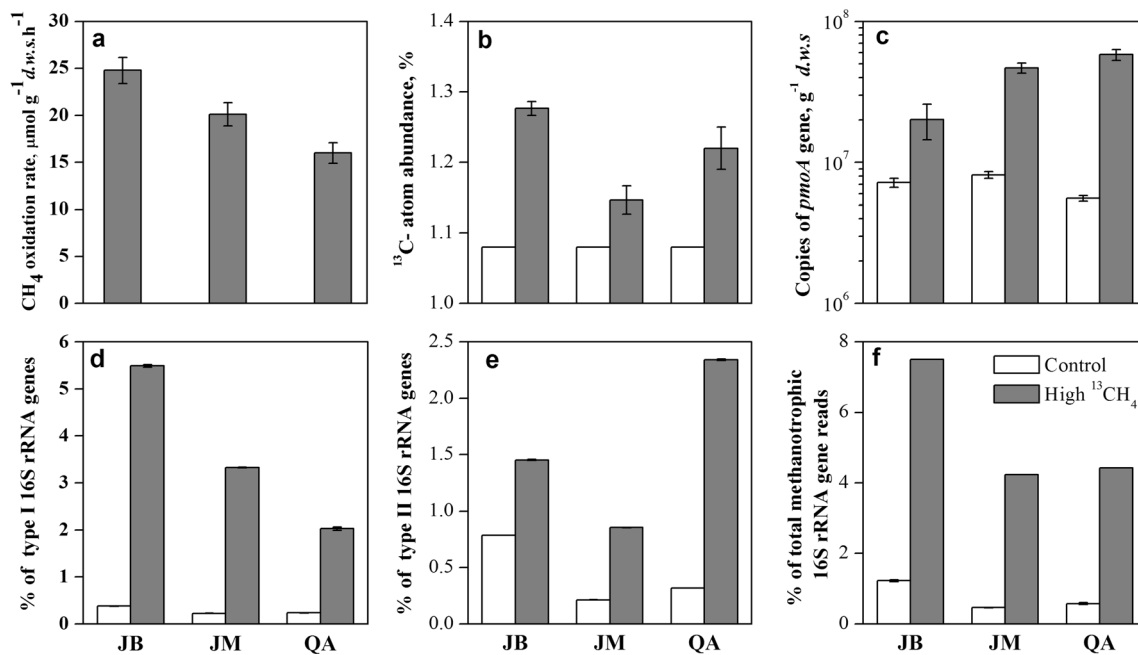 a
CH4 oxidation rate, μmol g-1 d.w.s.h-1
30
25
20
15
10
5
0
b
13C- atom abundance, %
1.4
1.3
1.2
1.1
1.0
c
Copies of pmoA gene, g-1 d.w.s
10^8
10^7
10^6
d
% of type I 16S rRNA genes
6
5
4
3
2
1
0
JB JM QA
e
% of type II 16S rRNA genes
2.5
2.0
1.5
1.0
0.5
0.0
JB JM QA
f
% of total methanotrophic
16S rRNA gene reads
8
6
4
2
0
Control
High 13CH4
JB JM QA